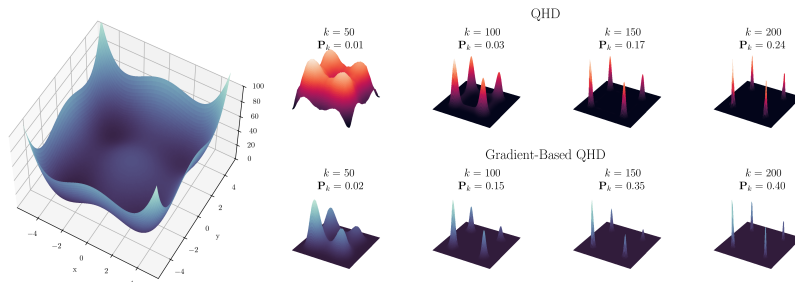 QHD
k = 50
P_k = 0.01
k = 100
P_k = 0.03
k = 150
P_k = 0.17
k = 200
P_k = 0.24
100
80
60
40
20
0
4
2
0
−2
−4
y
−4
−2
0
2
x
Gradient-Based QHD
k = 50
P_k = 0.02
k = 100
P_k = 0.15
k = 150
P_k = 0.35
k = 200
P_k = 0.40